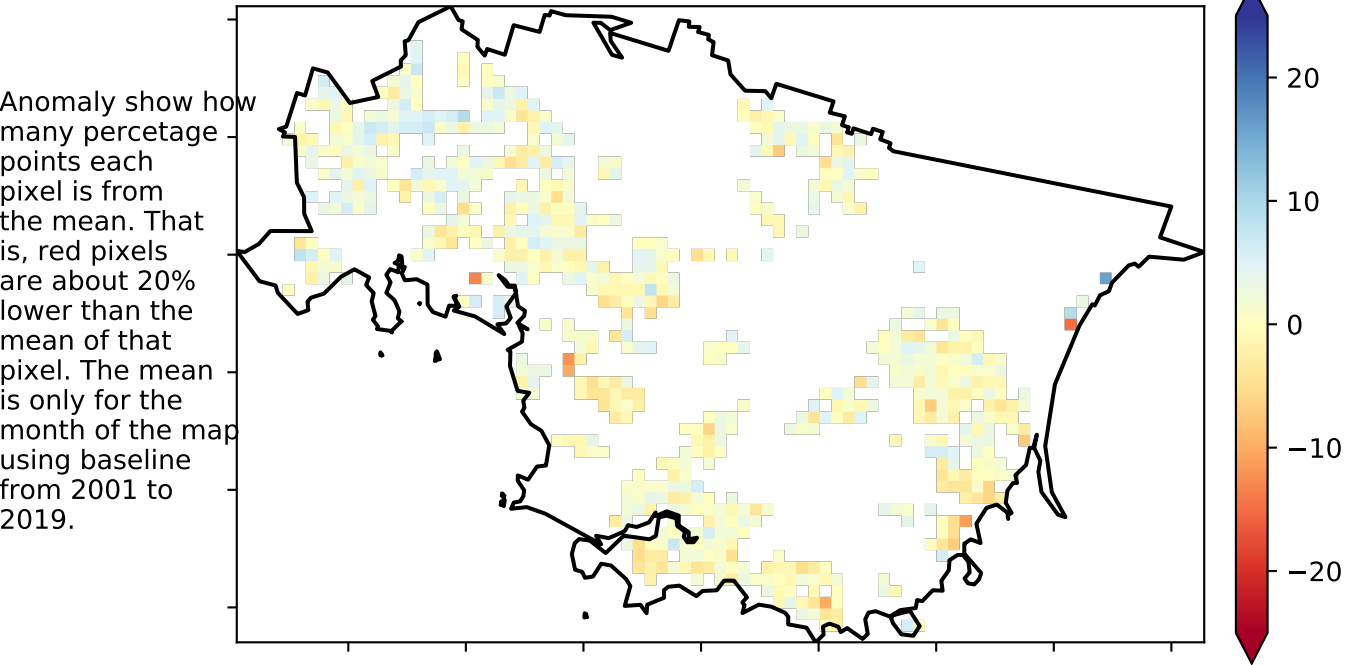 Anomaly show how
many percetage
points each
pixel is from
the mean. That
is, red pixels
are about 20%
lower than the
mean of that
pixel. The mean
is only for the
month of the map
using baseline
from 2001 to
2019.
20
10
0
−10
−20